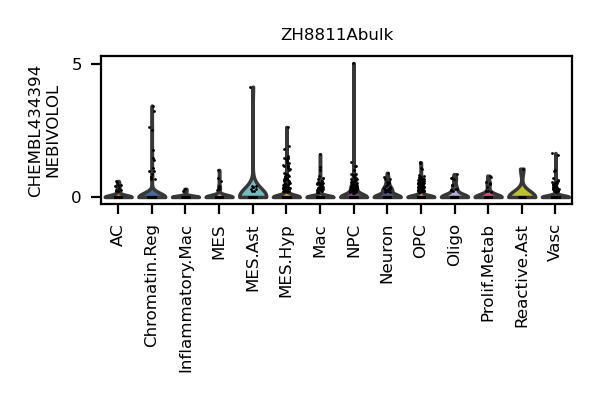 ZH8811Abulk
CHEMBL434394
NEBIVOLOL
5
0
AC
Chromatin.Reg
Inflammatory.Mac
MES
MES.Ast
MES.Hyp
Mac
NPC
Neuron
OPC
Oligo
Prolif.Metab
Reactive.Ast
Vasc